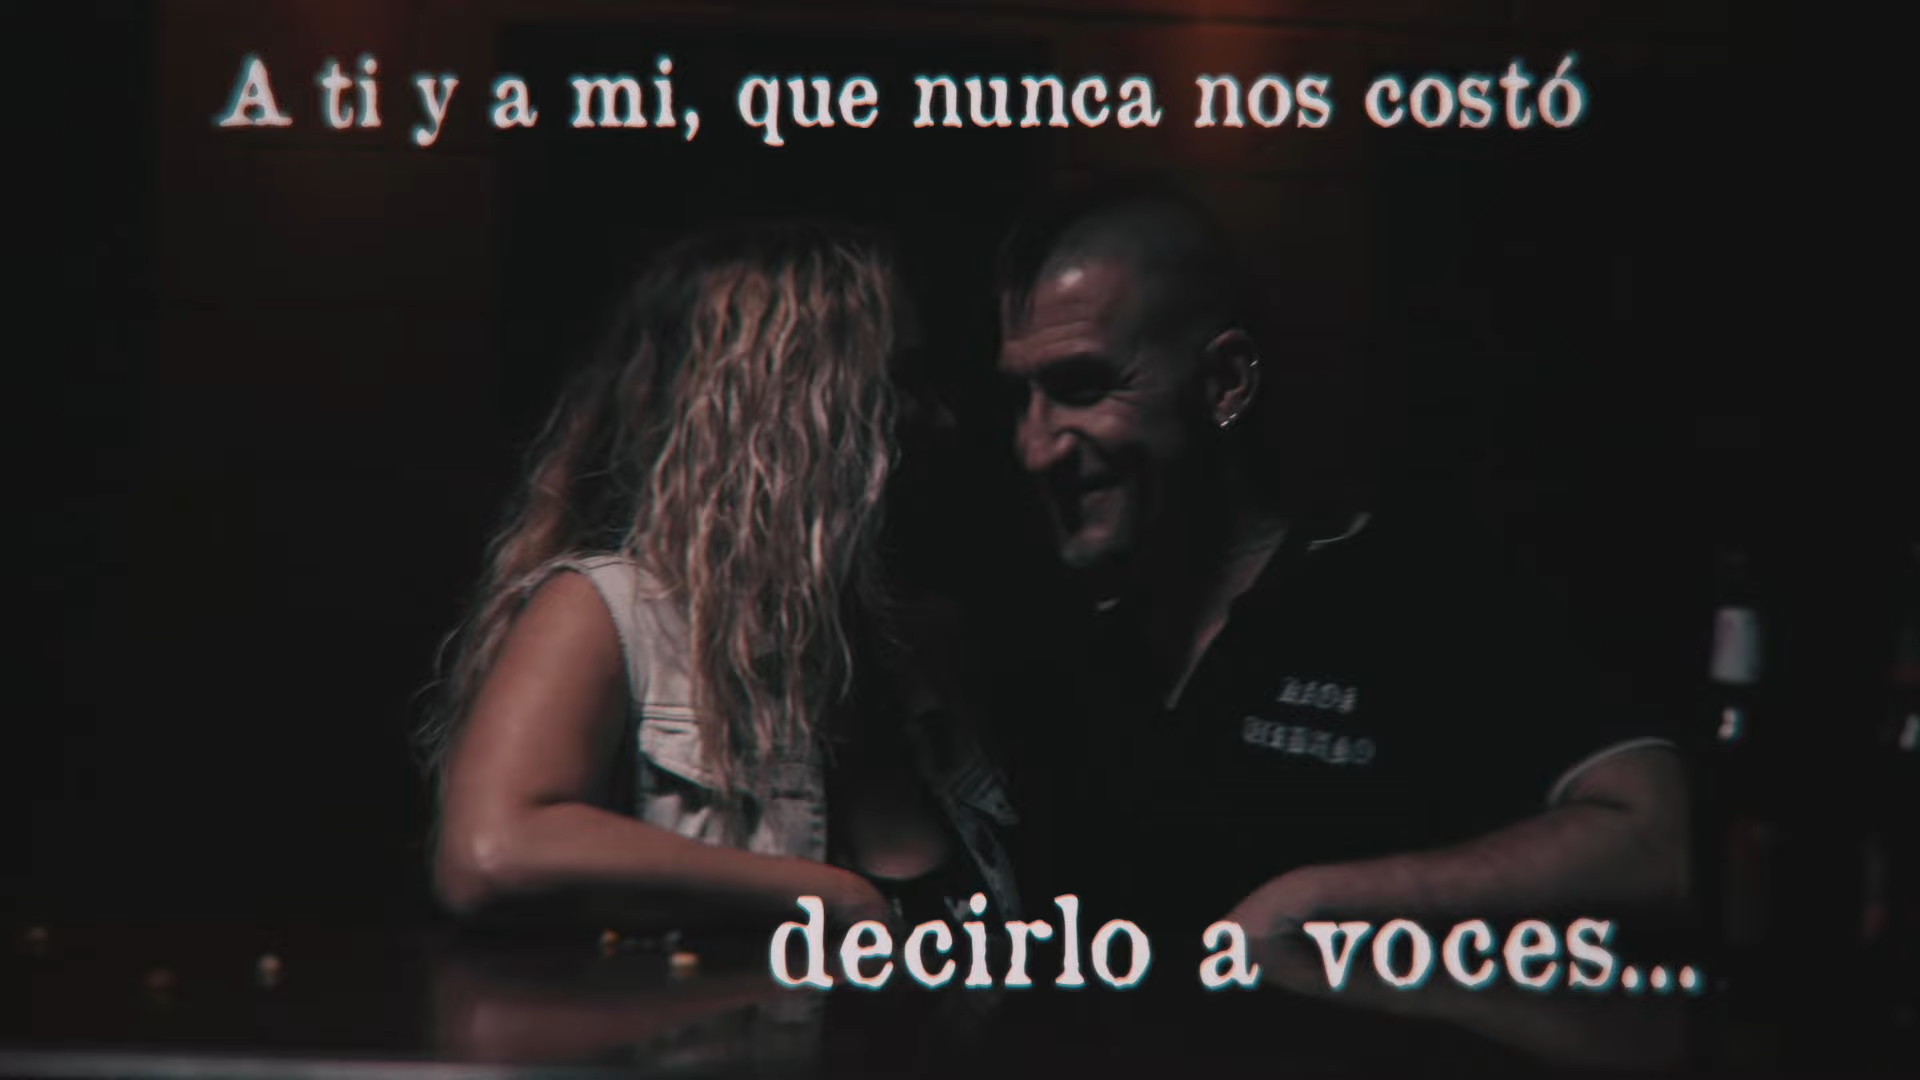 A ti y a mi, que nunca nos costó
decirlo a voces...